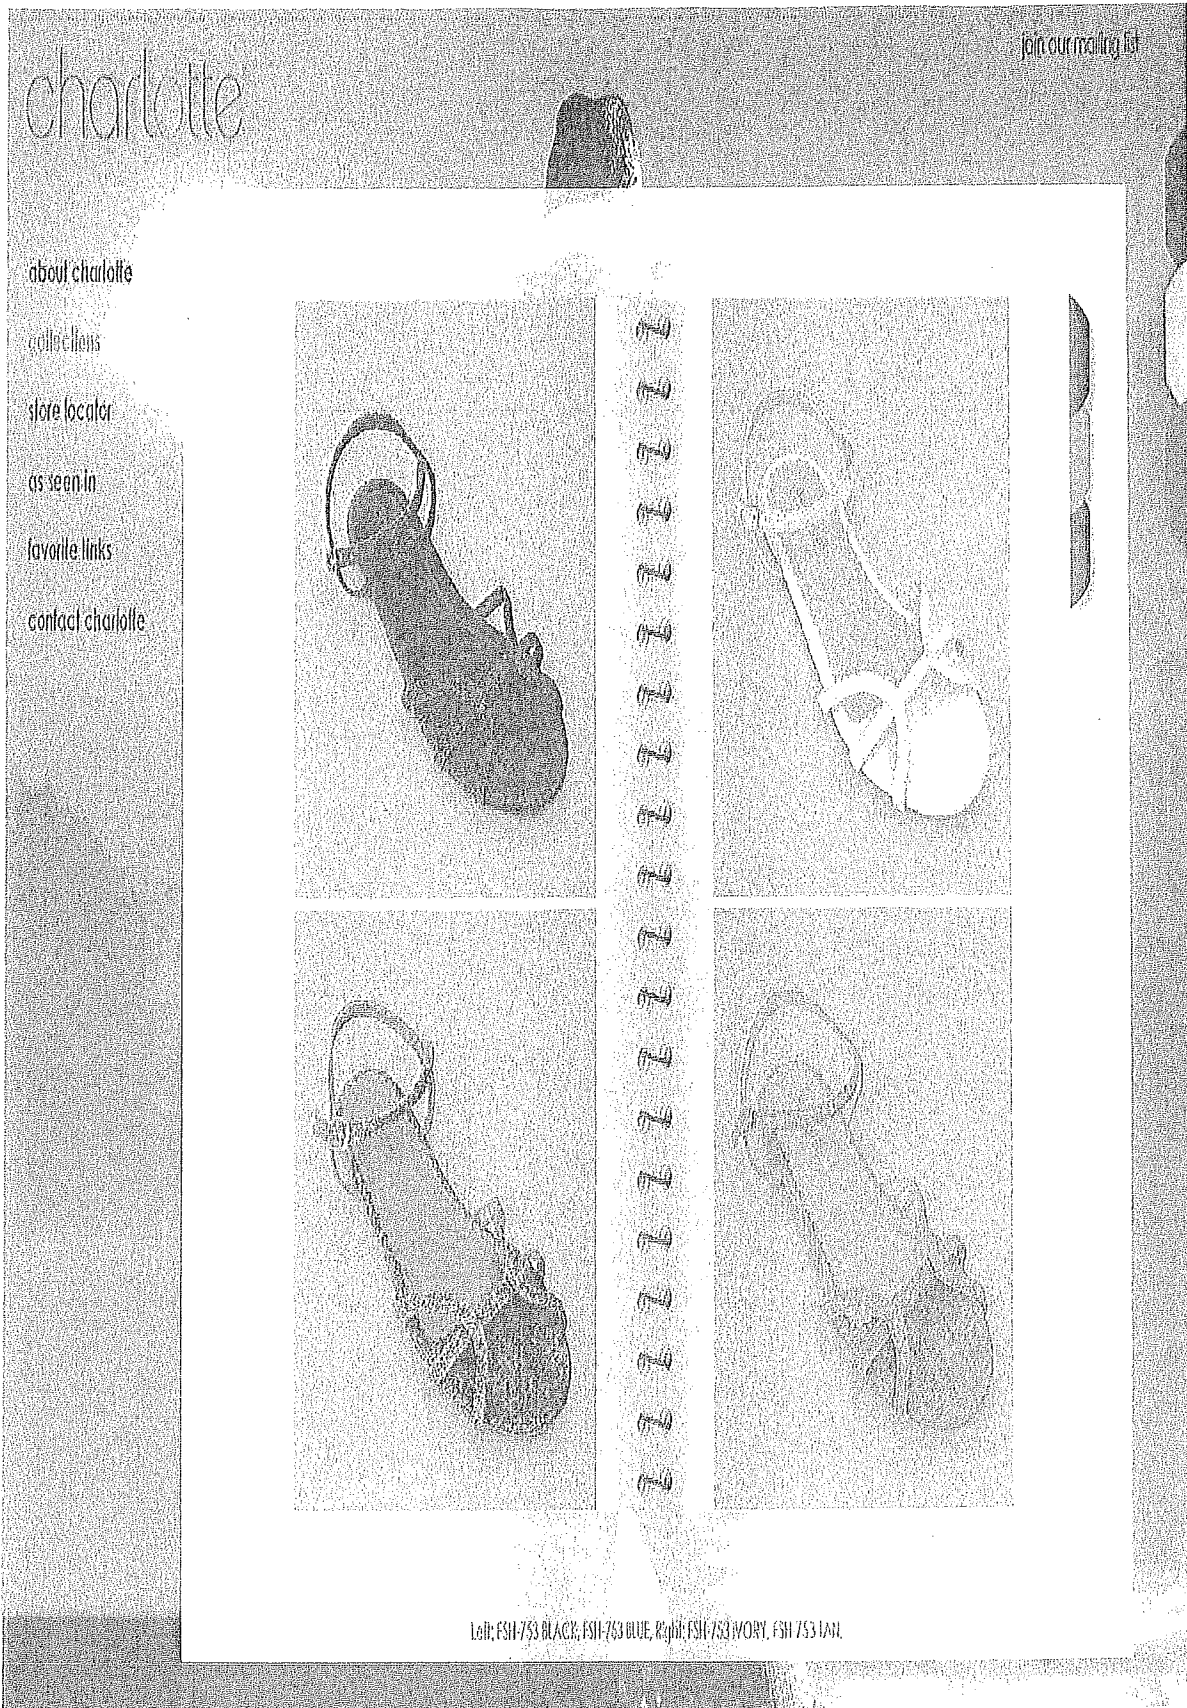 charlotte
join our mailing list
about charlotte
collections
store locator
as seen in
favorite links
contact charlotte
Left: FSH-753 BLACK, FSH-753 BLUE, Right: FSH-753 IVORY, FSH 753 TAN.